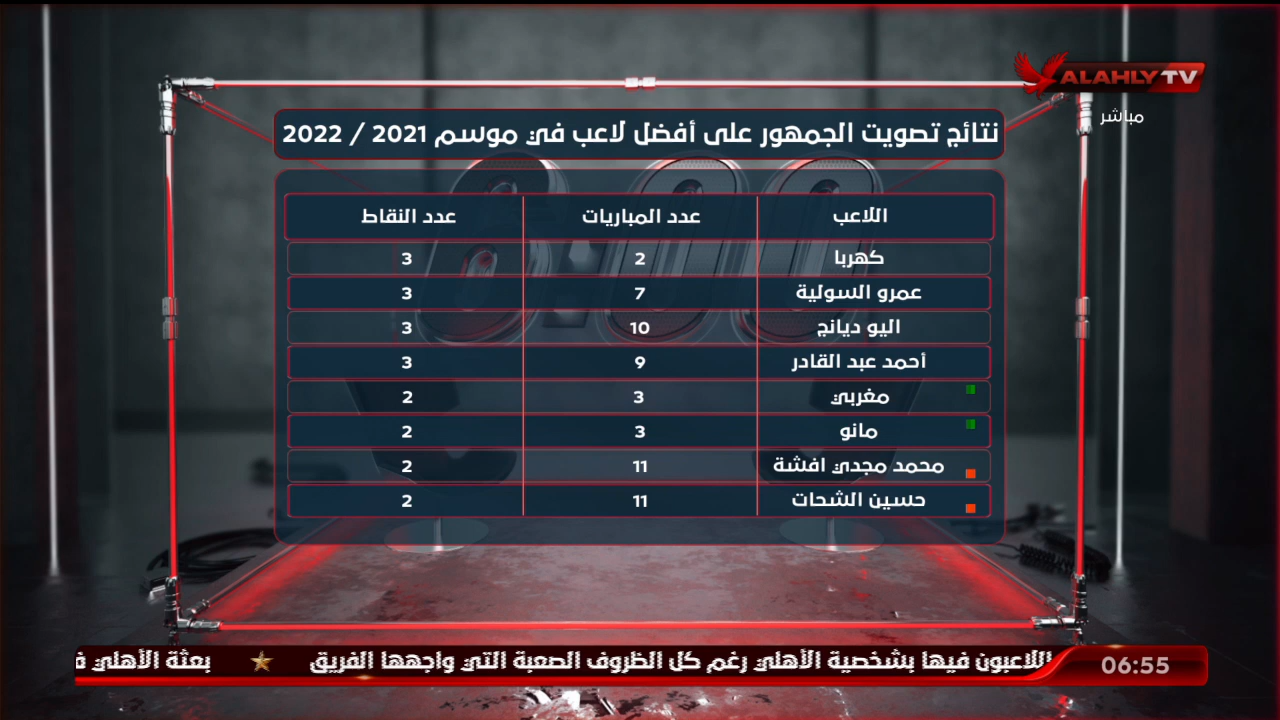 ALAHLY TV
مباشر
نتائج تصويت الجمهور على أفضل لاعب في موسم 2021 / 2022
اللاعب عدد المباريات عدد النقاط
كهربا 2 3
عمرو السولية 7 3
اليو ديانج 10 3
أحمد عبد القادر 9 3
مغربي 3 2
مانو 3 2
محمد مجدي افشة 11 2
حسين الشحات 11 2
اللاعبون فيها بشخصية الأهلي رغم كل الظروف الصعبة التي واجهها الفريق بعثة الأهلي
06:55